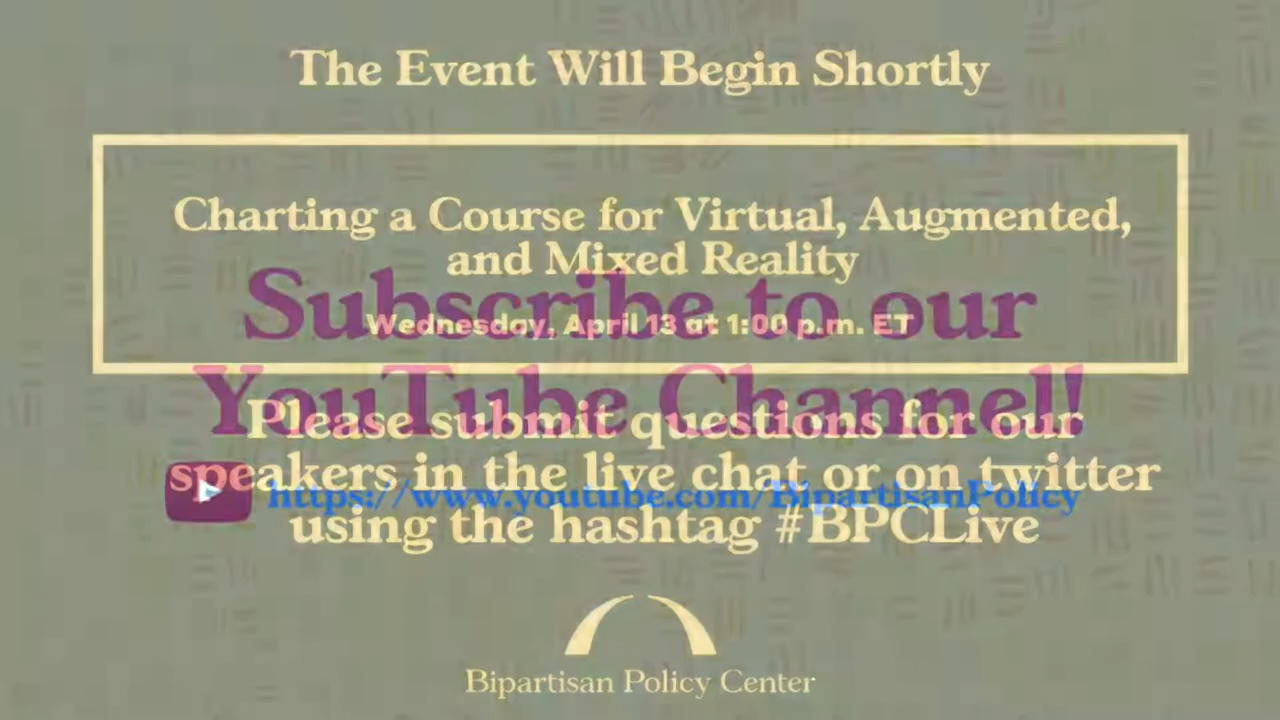 The Event Will Begin Shortly
Charting a Course for Virtual, Augmented,
and Mixed Reality
Wednesday, April 13 at 1:00 p.m. ET
Subscribe to our
YouTube Channel!
https://www.youtube.com/BipartisanPolicy
Please submit questions for our
speakers in the live chat or on twitter
using the hashtag #BPCLive
Bipartisan Policy Center